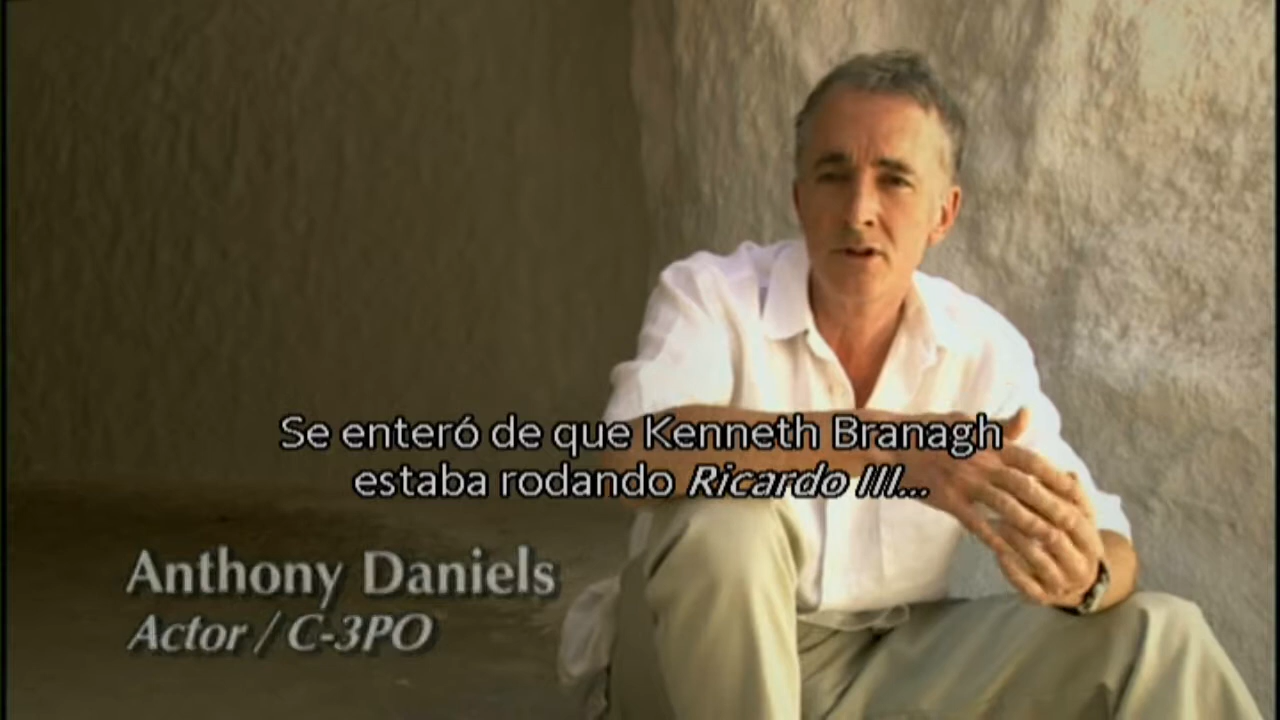 Se enteró de que Kenneth Branagh
estaba rodando Ricardo III...
Anthony Daniels
Actor / C-3PO